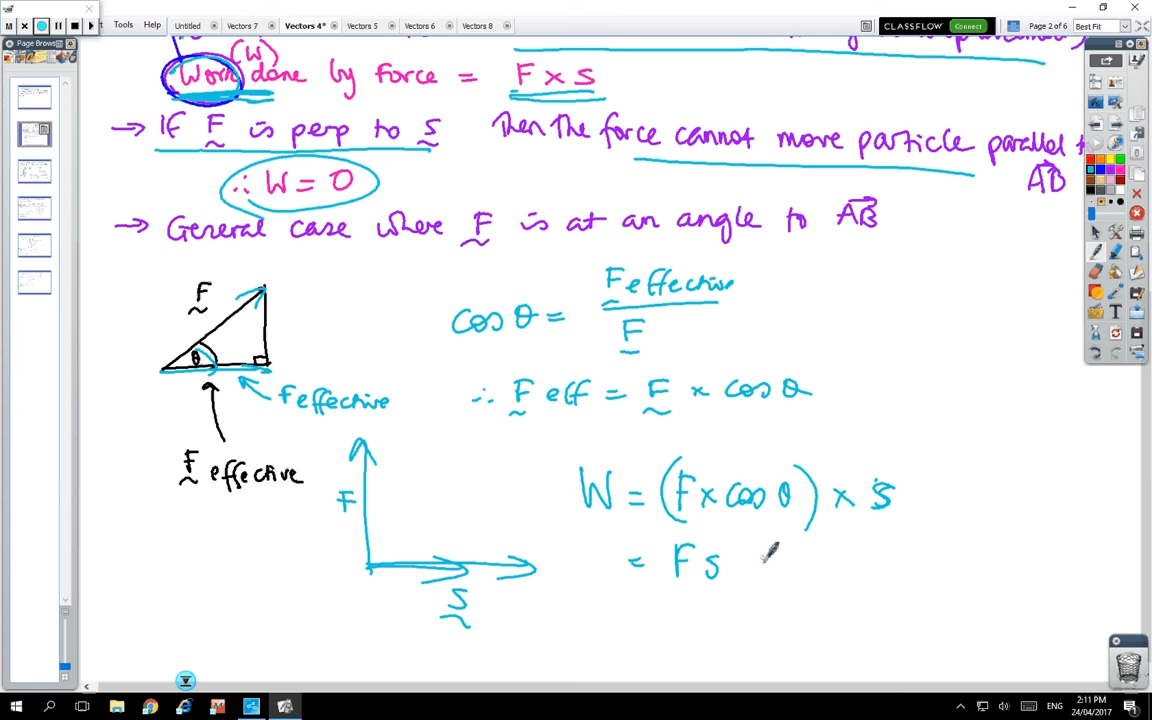 Tools Help Untitled Vectors 7 Vectors 4* Vectors 5 Vectors 6 Vectors 8 CLASSFLOW Connect Page 2 of 6 Best Fit
Page Brows
(W)
Work done by force = F x s
→ If F is perp to s Then the force cannot move particle parallel
AB
∴ W = 0
→ General case where F is at an angle to AB
F
θ
F effective
F effective
cos θ = F effective
F
∴ F eff = F x cos θ
F
s
W = (F x cos θ) x s
= F s
ENG
2:11 PM
24/04/2017